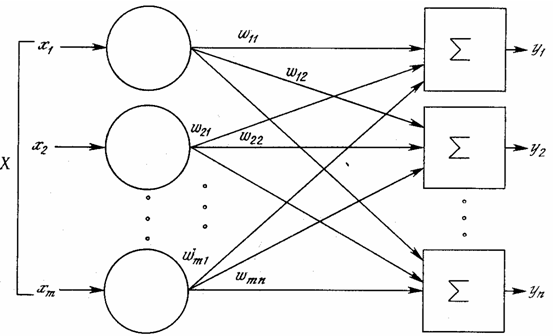 x1 w11 Σ y1
w12
X
x2 w21 w22 Σ y2
wm1
xm wmn Σ yn